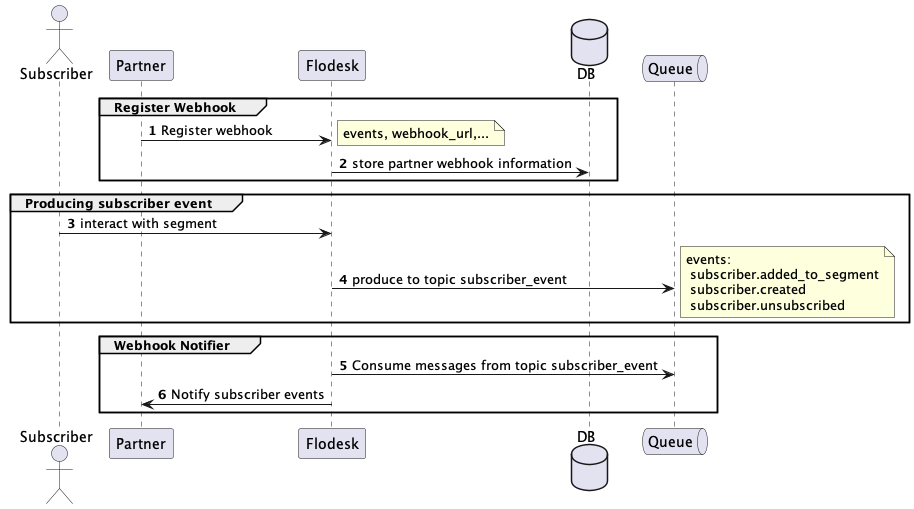 Subscriber
Partner
Flodesk
DB
Queue
Register Webhook
1 Register webhook
events, webhook_url,...
2 store partner webhook information
Producing subscriber event
3 interact with segment
4 produce to topic subscriber_event
events:
subscriber.added_to_segment
subscriber.created
subscriber.unsubscribed
Webhook Notifier
5 Consume messages from topic subscriber_event
6 Notify subscriber events
Subscriber
Partner
Flodesk
DB
Queue